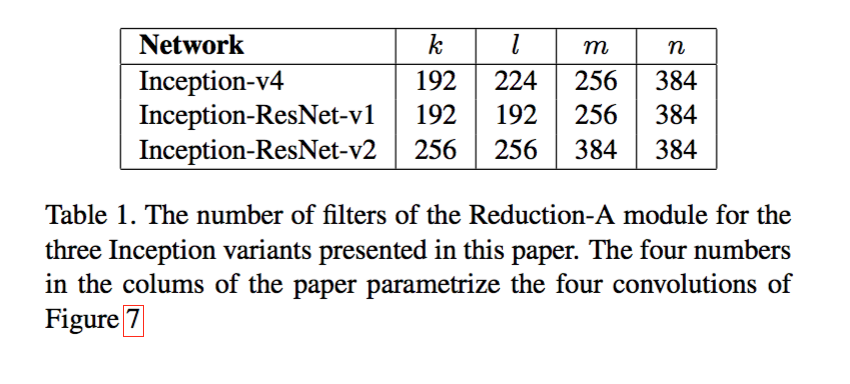 Network k l m n
Inception-v4 192 224 256 384
Inception-ResNet-v1 192 192 256 384
Inception-ResNet-v2 256 256 384 384
Table 1. The number of filters of the Reduction-A module for the
three Inception variants presented in this paper. The four numbers
in the colums of the paper parametrize the four convolutions of
Figure 7